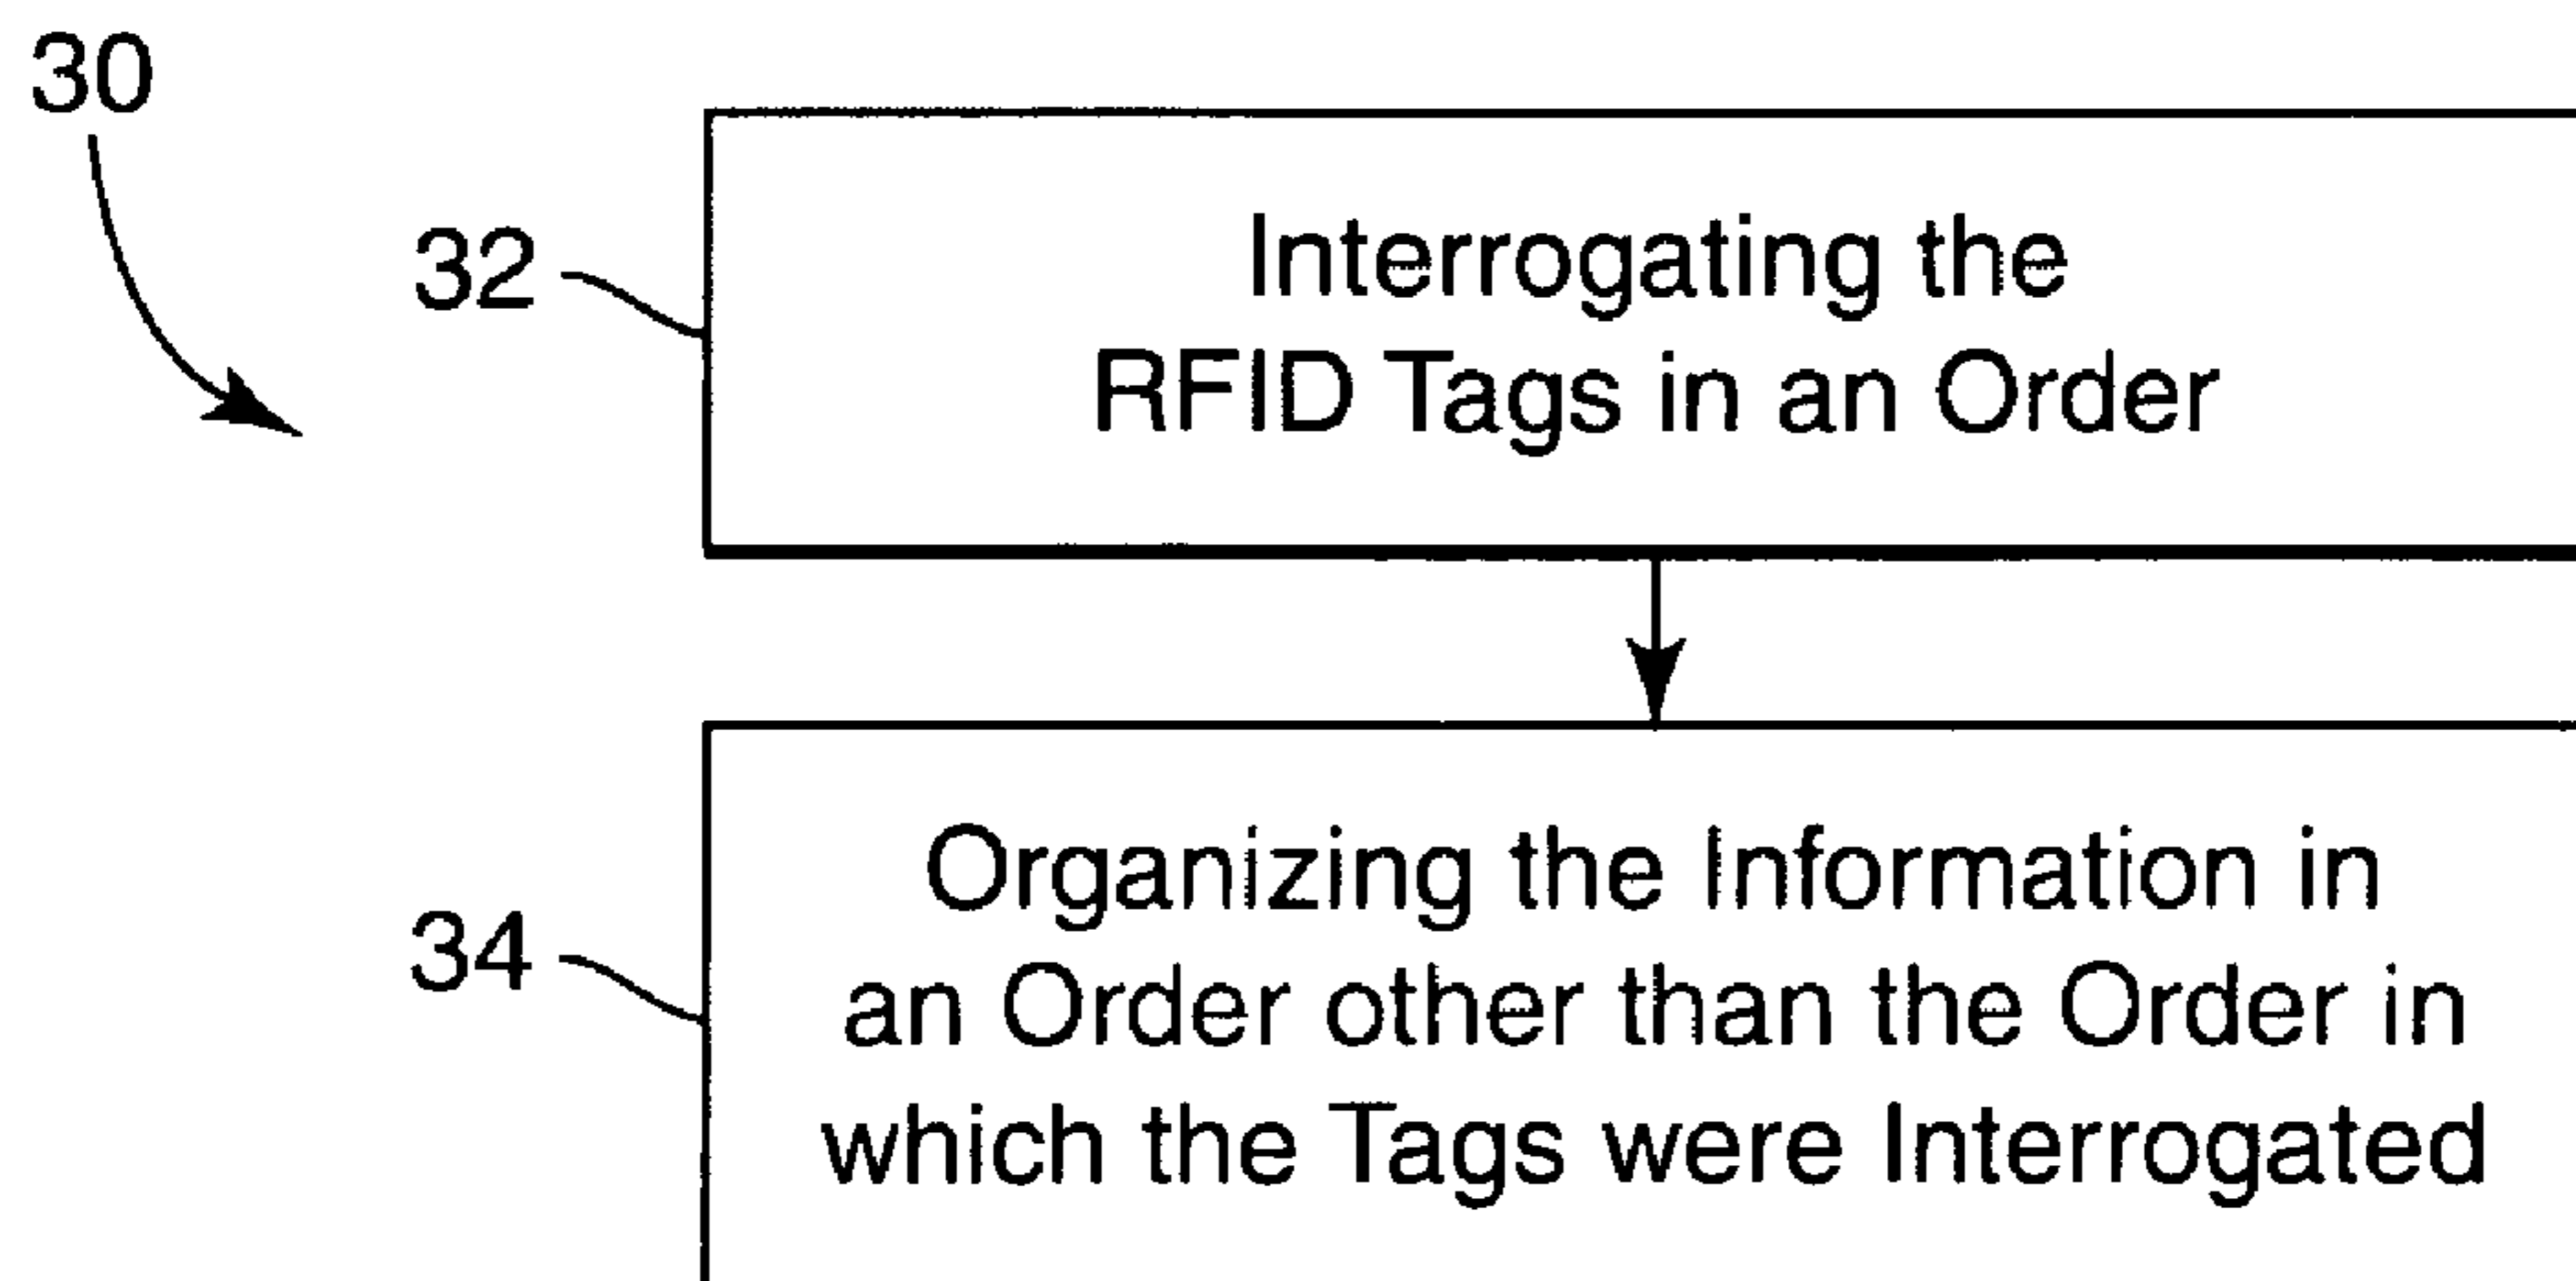 30
32
Interrogating the
RFID Tags in an Order
34
Organizing the Information in
an Order other than the Order in
which the Tags were Interrogated